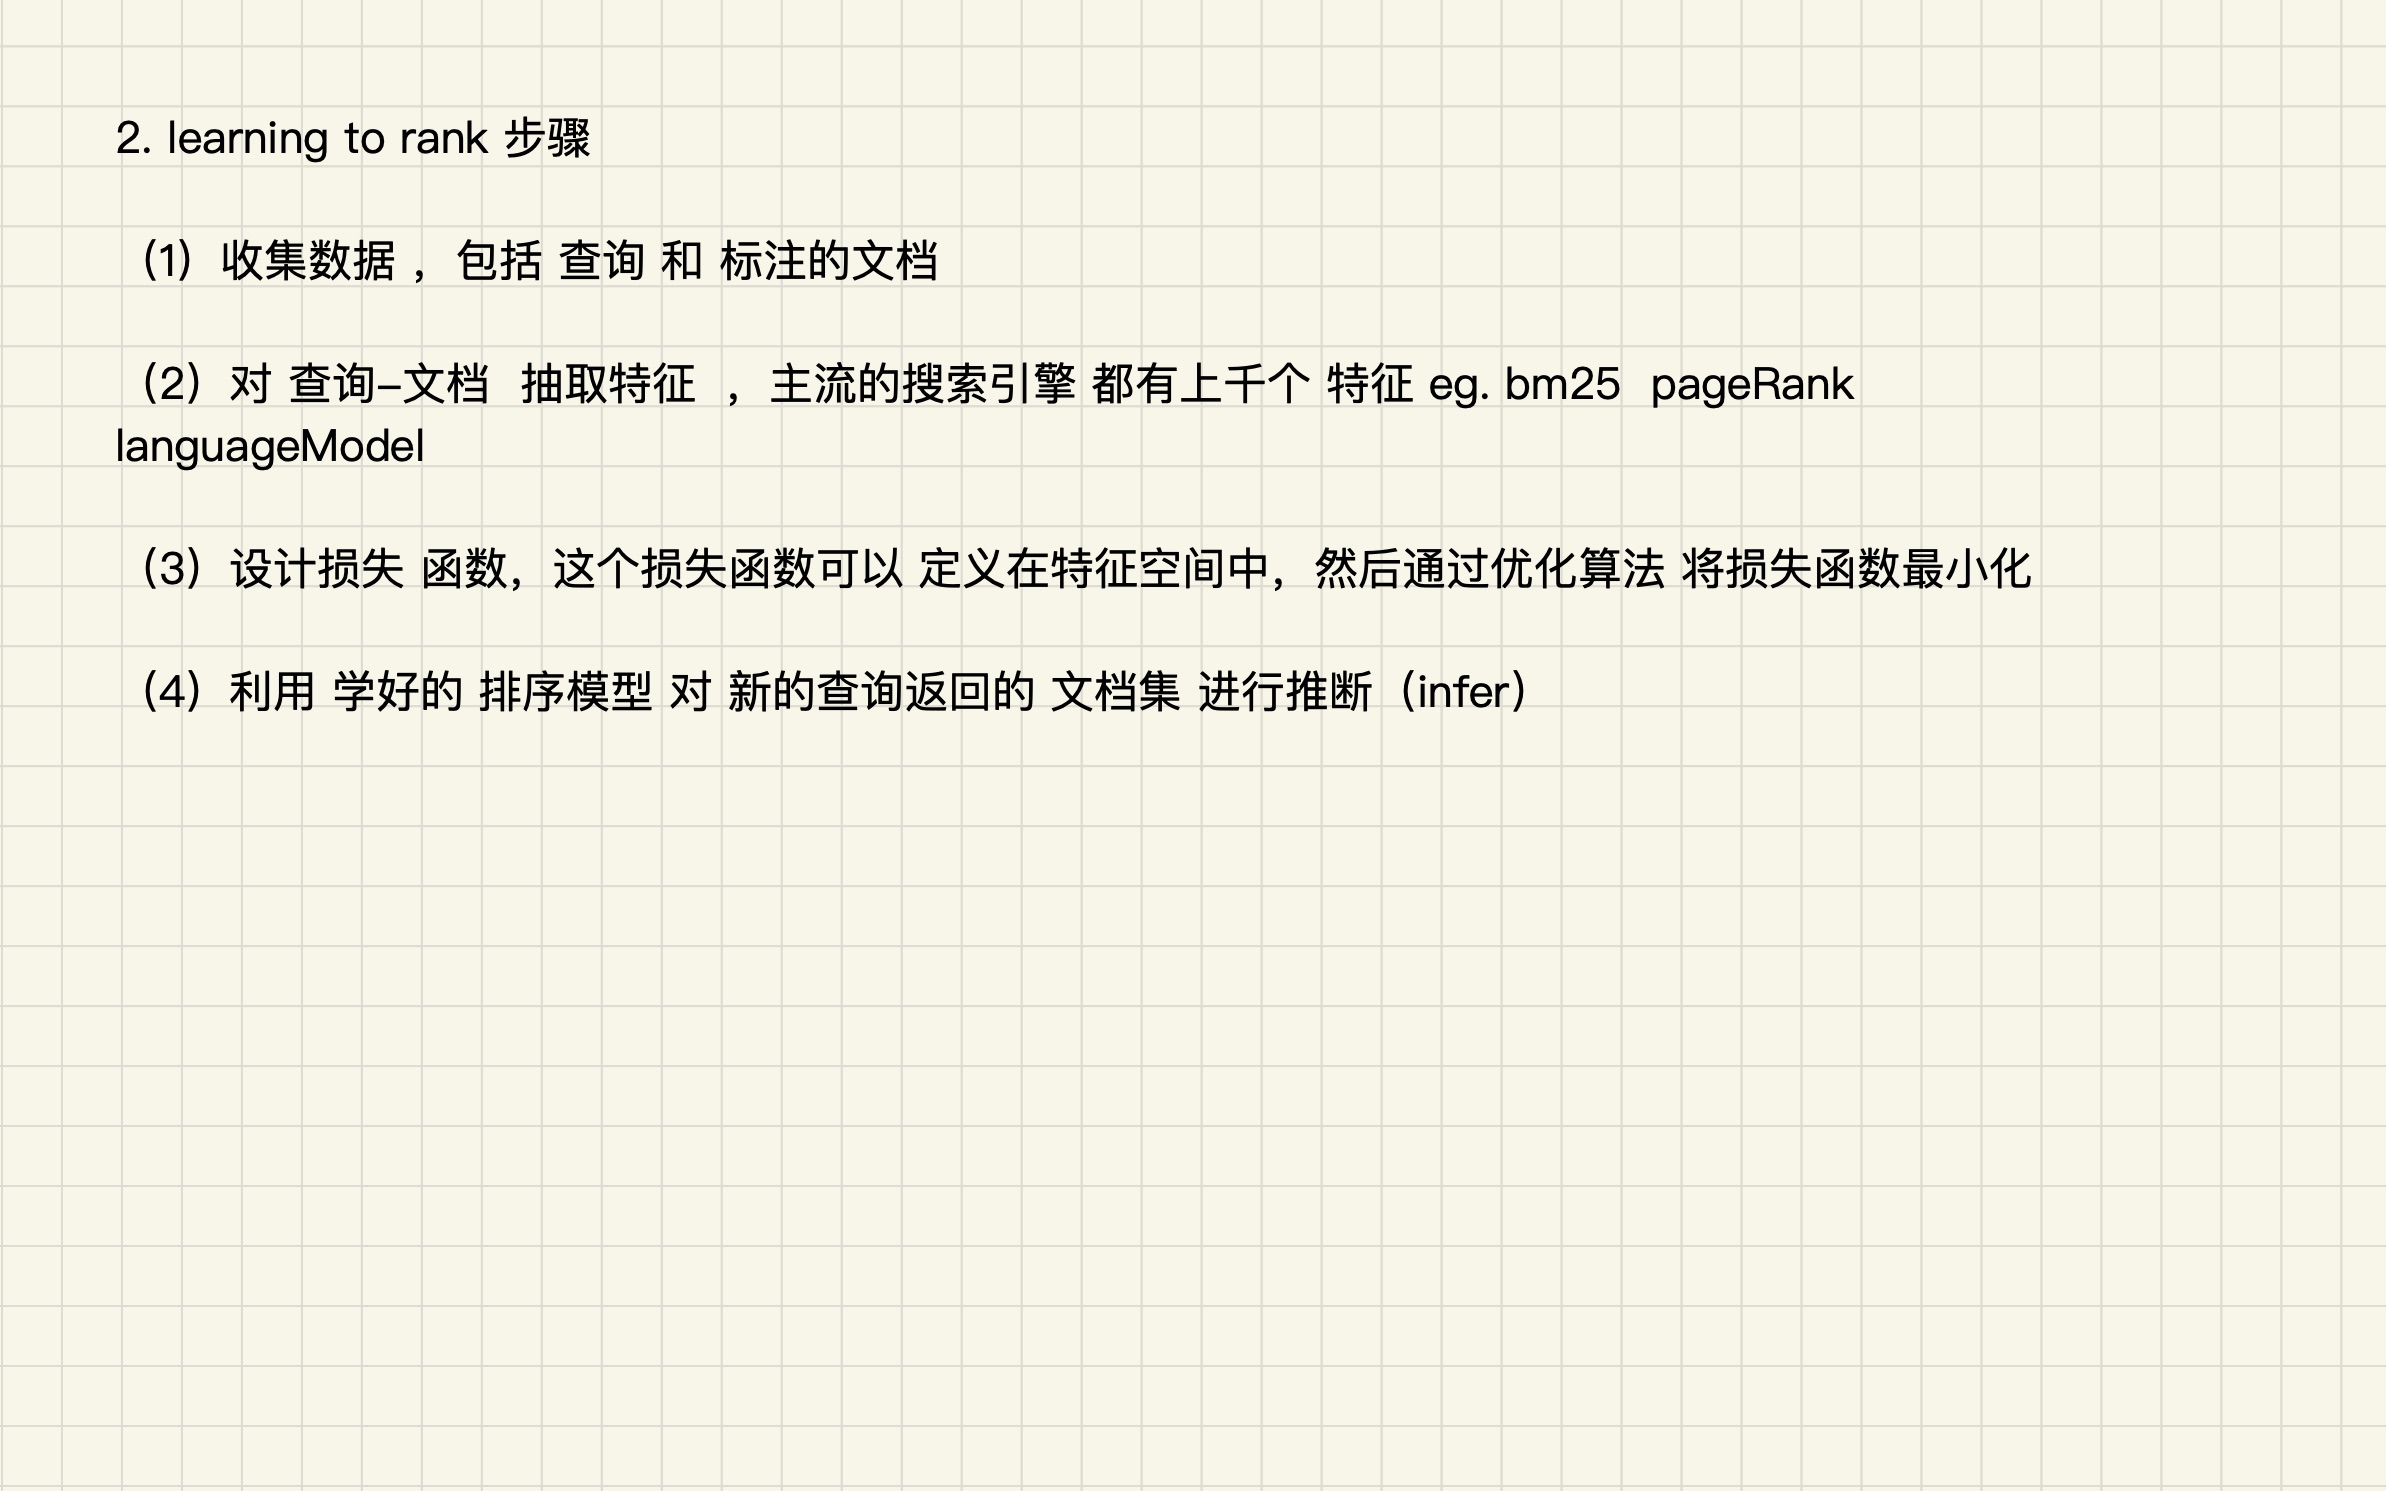 2. learning to rank 步骤
（1）收集数据 ，包括 查询 和 标注的文档
（2）对 查询-文档  抽取特征  ，主流的搜索引擎 都有上千个 特征 eg. bm25  pageRank
languageModel
（3）设计损失 函数，这个损失函数可以 定义在特征空间中，然后通过优化算法 将损失函数最小化
（4）利用 学好的 排序模型 对 新的查询返回的 文档集 进行推断（infer）